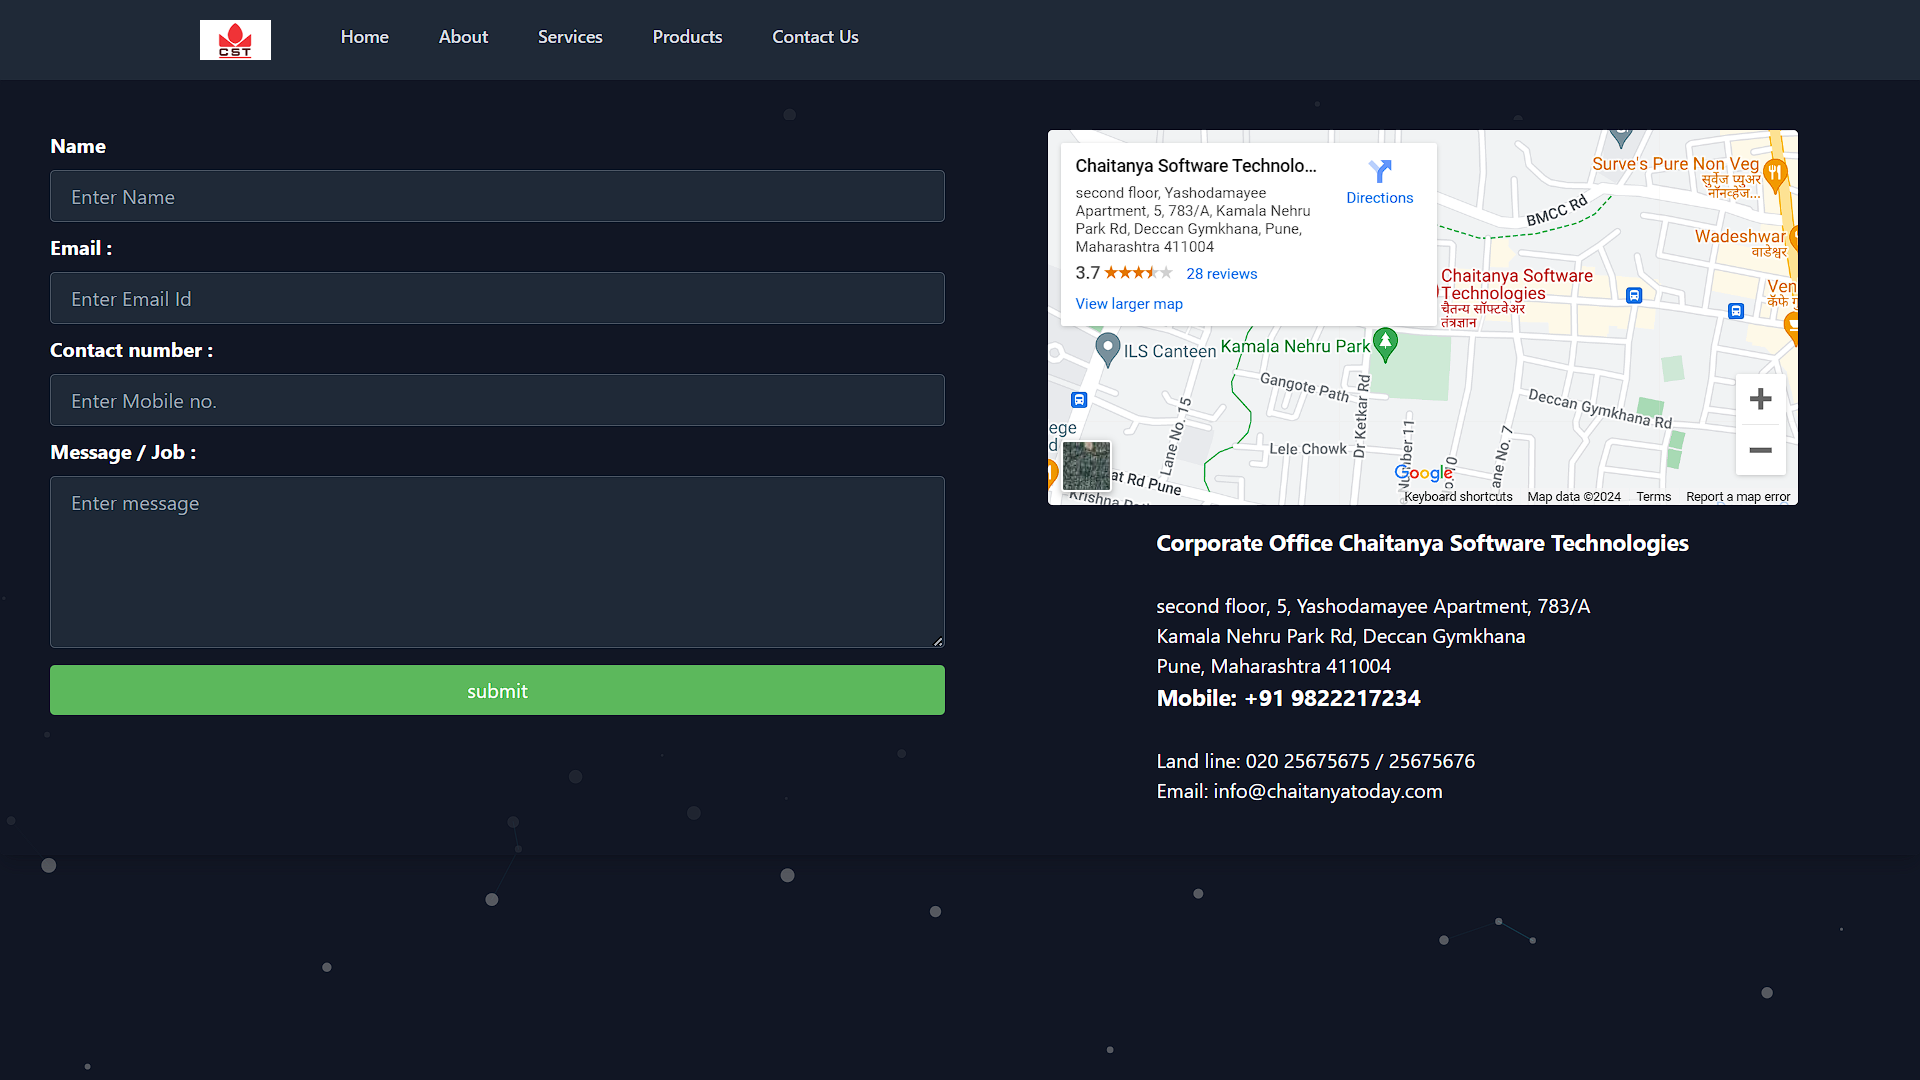 CST
Home
About
Services
Products
Contact Us
Name
Enter Name
Email :
Enter Email Id
Contact number :
Enter Mobile no.
Message / Job :
Enter message
submit
Chaitanya Software Technolo...
second floor, Yashodamayee
Apartment, 5, 783/A, Kamala Nehru
Park Rd, Deccan Gymkhana, Pune,
Maharashtra 411004
3.7
28 reviews
View larger map
Directions
Surve's Pure Non Veg
सुर्वेज प्युअर
नॉनव्हेज...
BMCC Rd
Wadeshwar
वाडेश्वर
Chaitanya Software
Technologies
चैतन्य सॉफ्टवेअर
तंत्रज्ञान
Ven
कॅफे
ILS Canteen
Kamala Nehru Park
Gangote Path
Dr Ketkar Rd
Deccan Gymkhana Rd
Lane No. 15
Lele Chowk
ege
d
Number 11
ane No. 7
Google
at Rd Pune
Krishna
Keyboard shortcuts
Map data ©2024
Terms
Report a map error
Corporate Office Chaitanya Software Technologies
second floor, 5, Yashodamayee Apartment, 783/A
Kamala Nehru Park Rd, Deccan Gymkhana
Pune, Maharashtra 411004
Mobile: +91 9822217234
Land line: 020 25675675 / 25675676
Email: info@chaitanyatoday.com